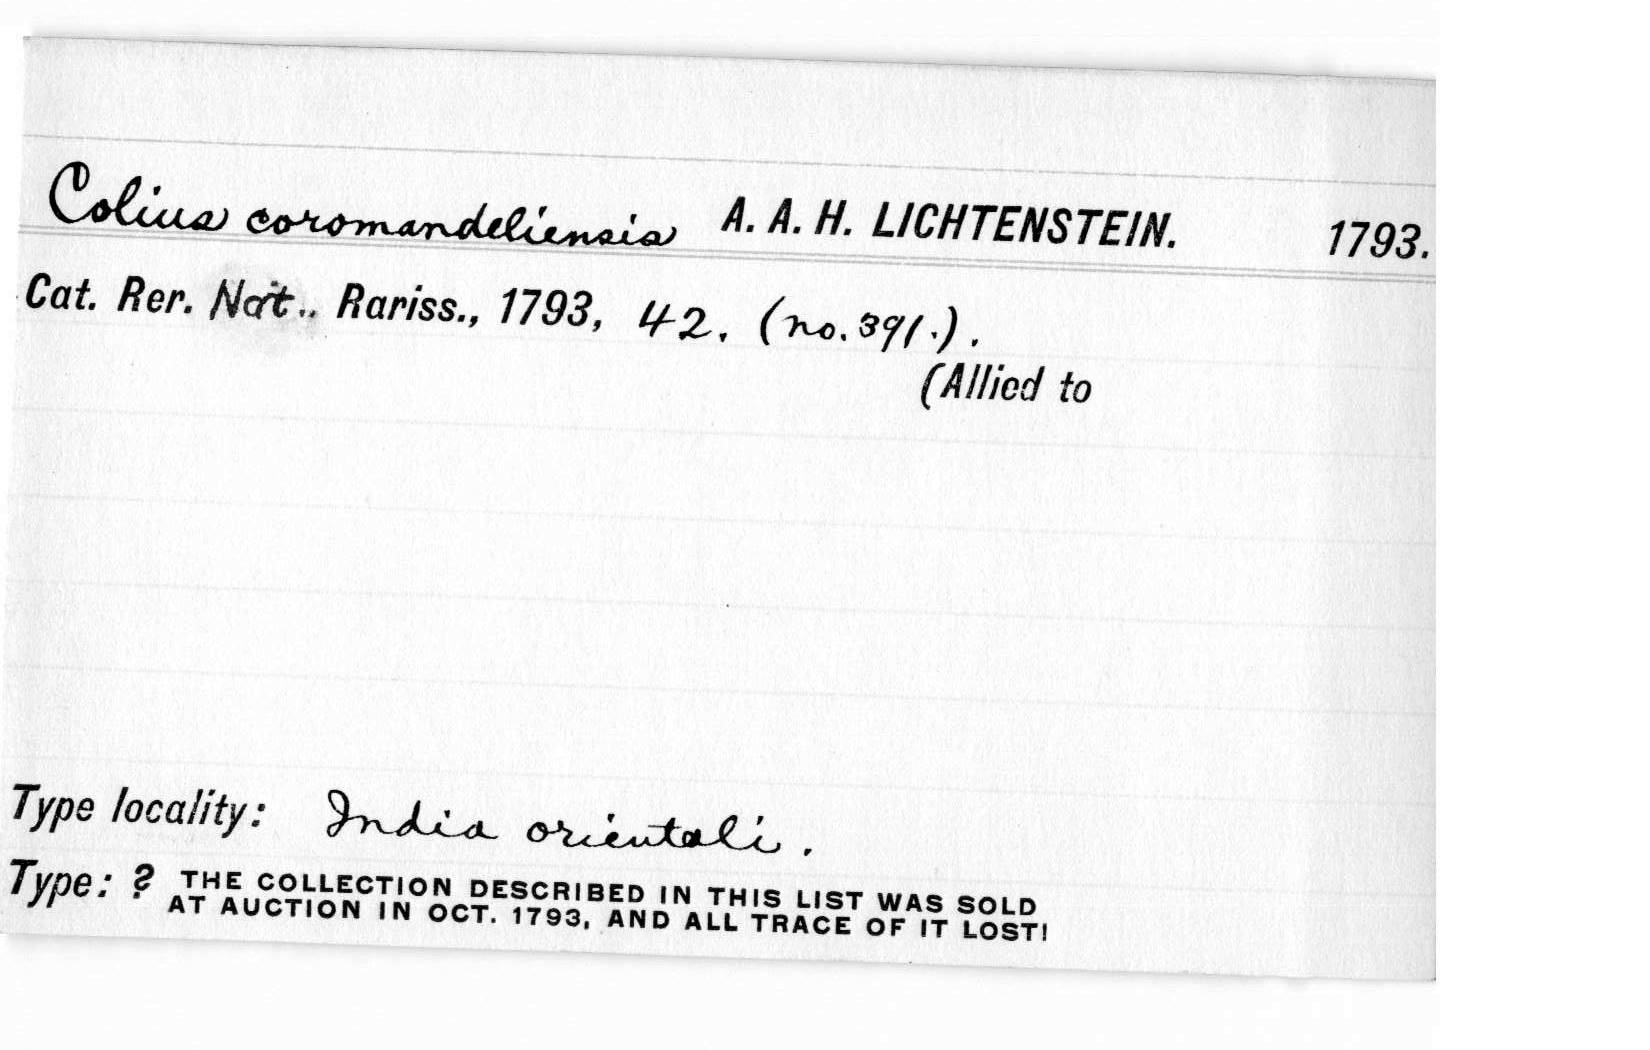 Colius coromandeliensis A. A. H. LICHTENSTEIN. 1793.
Cat. Rer. Nat.. Rariss., 1793, 42. (no. 391.).
(Allied to
Type locality: India orientali.
Type: ? THE COLLECTION DESCRIBED IN THIS LIST WAS SOLD
AT AUCTION IN OCT. 1793, AND ALL TRACE OF IT LOST!